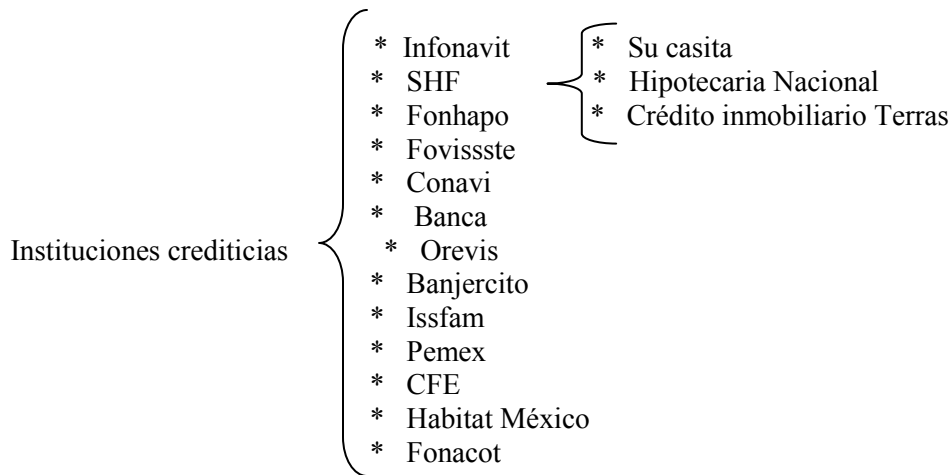 Instituciones crediticias
* Infonavit
* SHF
* Fonhapo
* Fovissste
* Conavi
* Banca
* Orevis
* Banjercito
* Issfam
* Pemex
* CFE
* Habitat México
* Fonacot
* Su casita
* Hipotecaria Nacional
* Crédito inmobiliario Terras